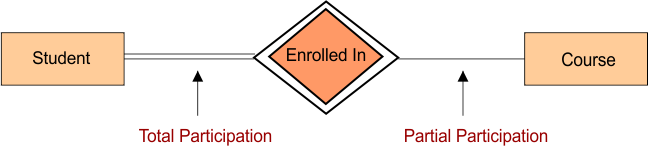 Student
Enrolled In
Course
Total Participation
Partial Participation